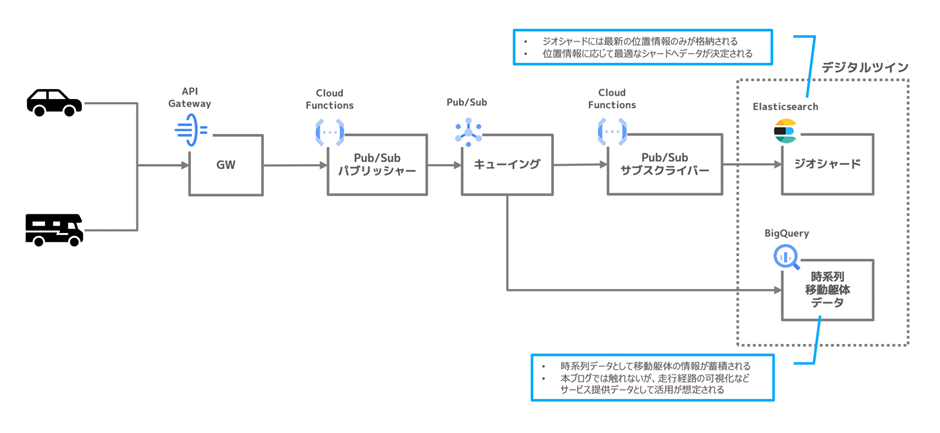 • ジオシャードには最新の位置情報のみが格納される
• 位置情報に応じて最適なシャードへデータが決定される
デジタルツイン
API
Gateway
GW
Cloud
Functions
Pub/Sub
パブリッシャー
Pub/Sub
キューイング
Cloud
Functions
Pub/Sub
サブスクライバー
Elasticsearch
ジオシャード
BigQuery
時系列
移動躯体
データ
• 時系列データとして移動躯体の情報が蓄積される
• 本ブログでは触れないが、走行経路の可視化など
サービス提供データとして活用が想定される